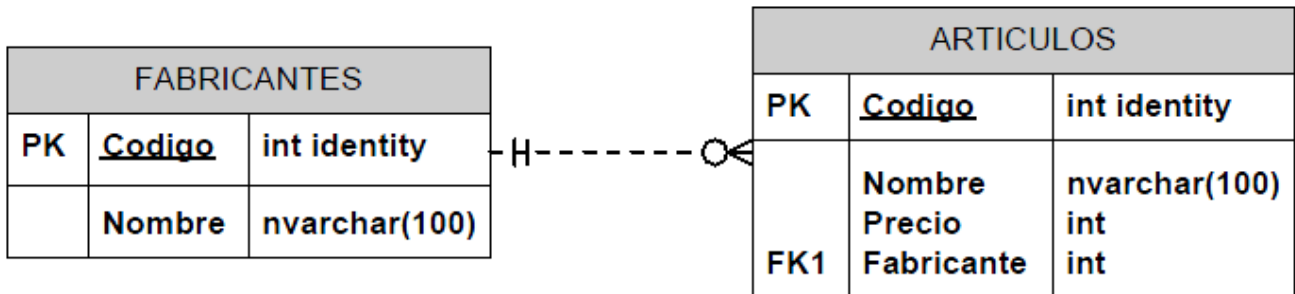 FABRICANTES
PK Codigo int identity
Nombre nvarchar(100)
ARTICULOS
PK Codigo int identity
Nombre nvarchar(100)
Precio int
FK1 Fabricante int